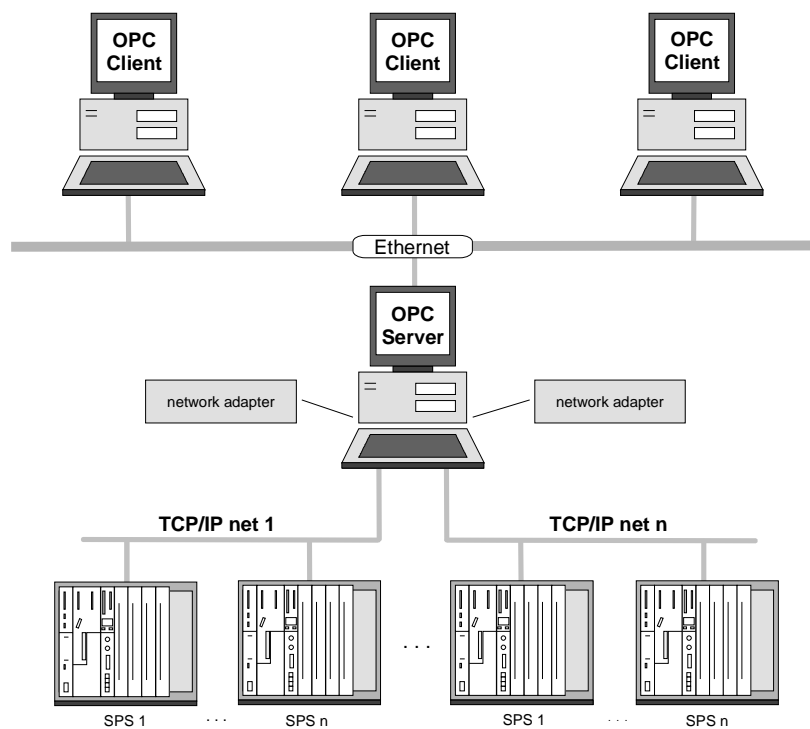 OPC
Client
OPC
Client
OPC
Client
Ethernet
OPC
Server
network adapter
network adapter
TCP/IP net 1
TCP/IP net n
. . .
SPS 1
. . .
SPS n
SPS 1
. . .
SPS n